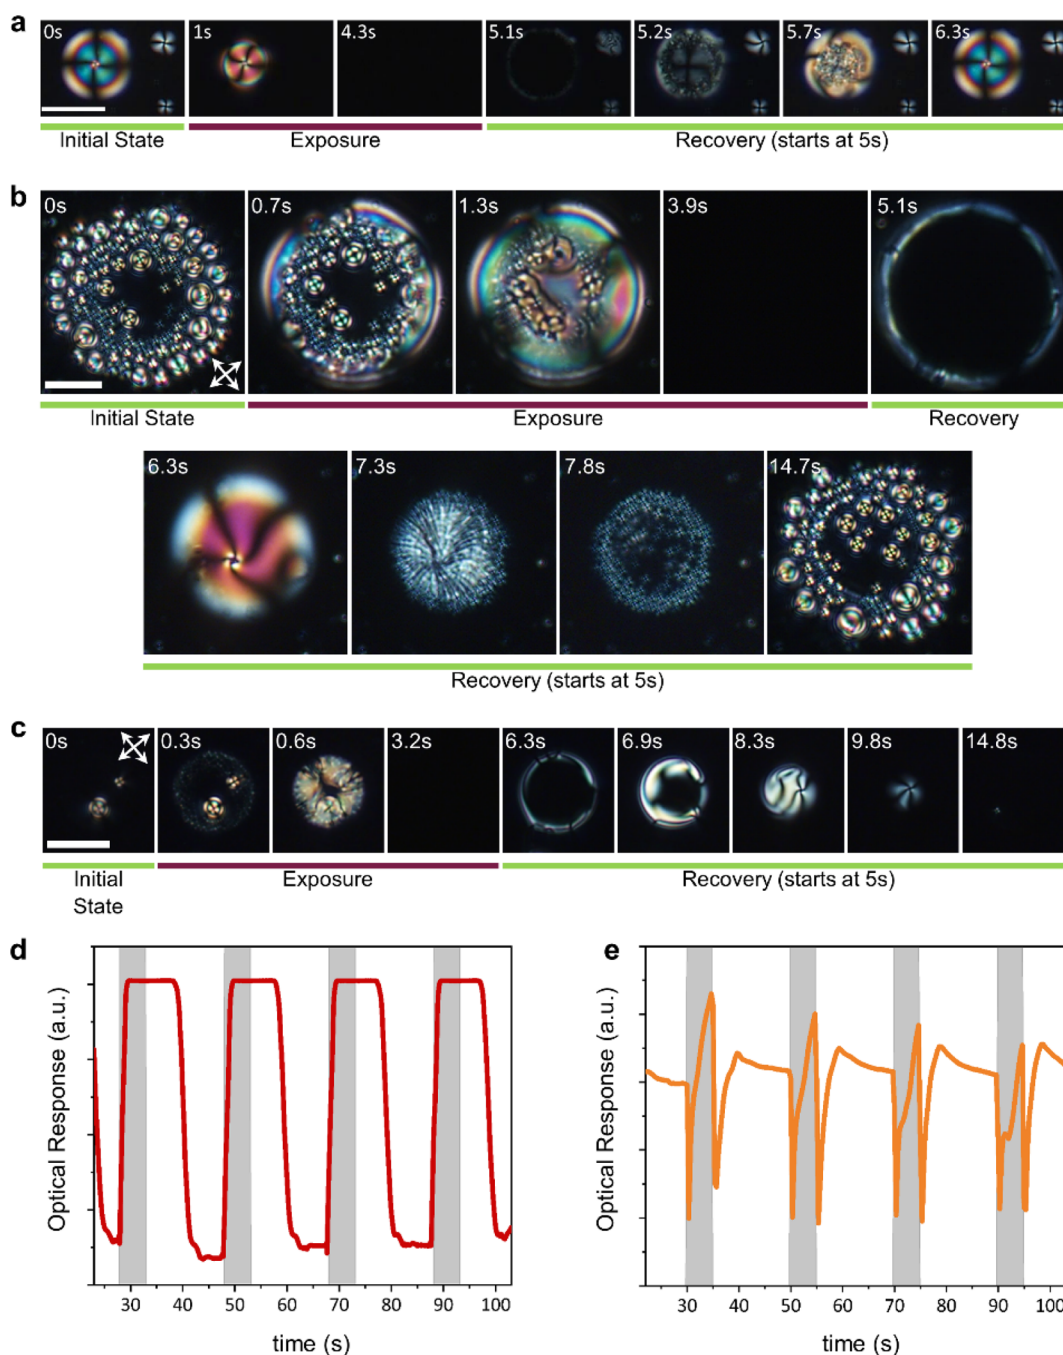 a
0s 1s 4.3s 5.1s 5.2s 5.7s 6.3s
Initial State Exposure Recovery (starts at 5s)
b
0s 0.7s 1.3s 3.9s 5.1s
Initial State Exposure Recovery
6.3s 7.3s 7.8s 14.7s
Recovery (starts at 5s)
c
0s 0.3s 0.6s 3.2s 6.3s 6.9s 8.3s 9.8s 14.8s
Initial Exposure Recovery (starts at 5s)
State
d
Optical Response (a.u.)
30 40 50 60 70 80 90 100
time (s)
e
Optical Response (a.u.)
30 40 50 60 70 80 90 100
time (s)